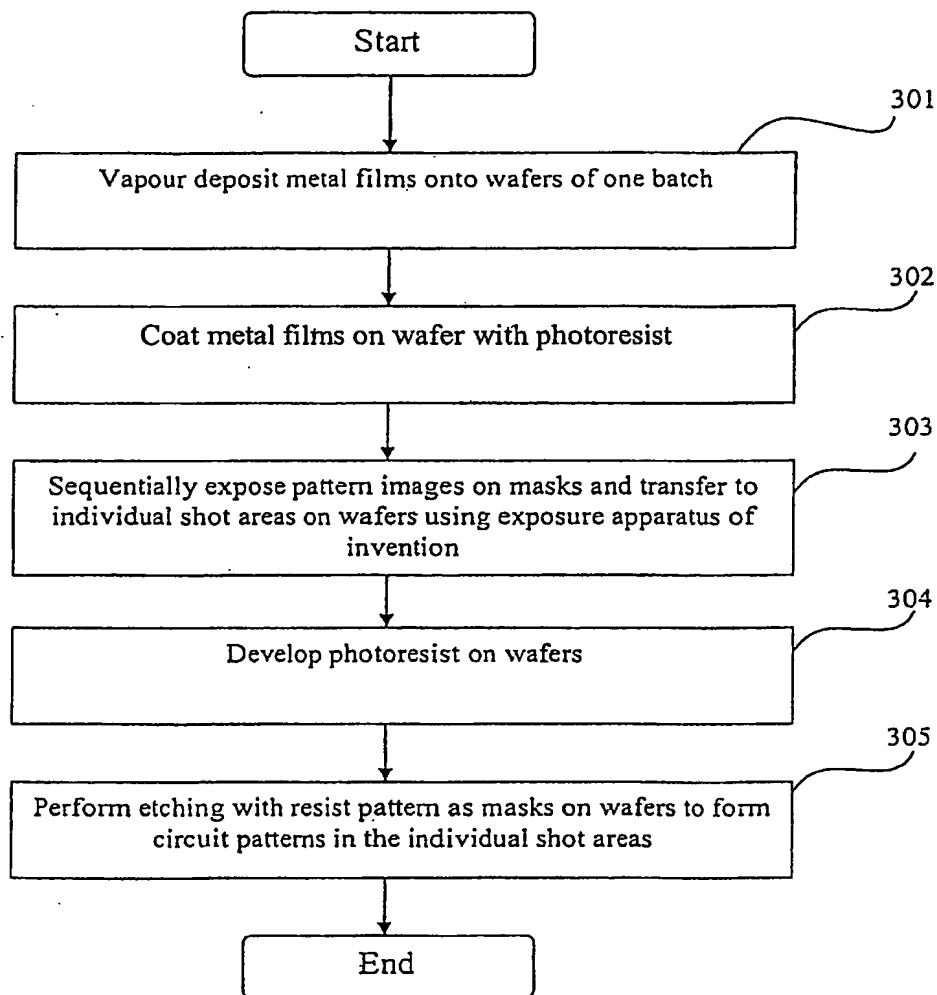 Start
301
Vapour deposit metal films onto wafers of one batch
302
Coat metal films on wafer with photoresist
303
Sequentially expose pattern images on masks and transfer to
individual shot areas on wafers using exposure apparatus of
invention
304
Develop photoresist on wafers
305
Perform etching with resist pattern as masks on wafers to form
circuit patterns in the individual shot areas
End